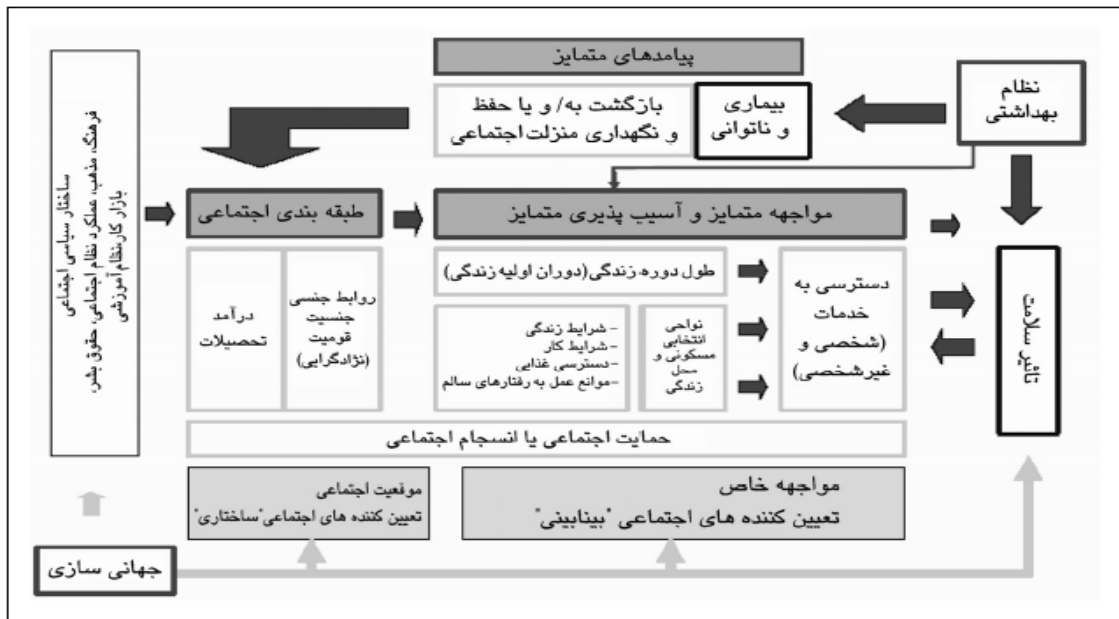 پیامدهای متمایز
نظام
بهداشتی
بیماری
و ناتوانی
بازگشت به/ و یا حفظ
و نگهداری منزلت اجتماعی
ساختار سیاسی اجتماعی
فرهنگ، مذهب، عملکرد نظام اجتماعی، حقوق بشر،
بازار کار،نظام آموزشی
طبقه بندی اجتماعی
مواجهه متمایز و آسیب پذیری متمایز
روابط جنسی
جنسیت
قومیت
(نژادگرایی)
درآمد
تحصیلات
طول دوره زندگی(دوران اولیه زندگی)
- شرایط زندگی
- شرایط کار
- دسترسی غذایی
-موانع عمل به رفتارهای سالم
نواحی
انتخابی
مسکونی و
محل
زندگی
دسترسی به
خدمات
(شخصی و
غیرشخصی)
تاثیر سلامت
حمایت اجتماعی یا انسجام اجتماعی
موقعیت اجتماعی
تعیین کننده های اجتماعی"ساختاری"
مواجهه خاص
تعیین کننده های اجتماعی "بینابینی"
جهانی سازی